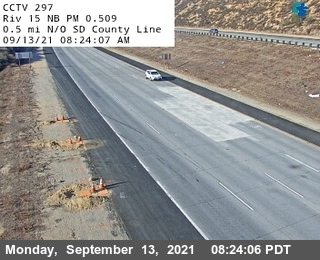 CCTV 297
Riv 15 NB PM 0.509
0.5 mi N/O SD County Line
09/13/21 08:24:07 AM
Monday, September 13, 2021 08:24:06 PDT